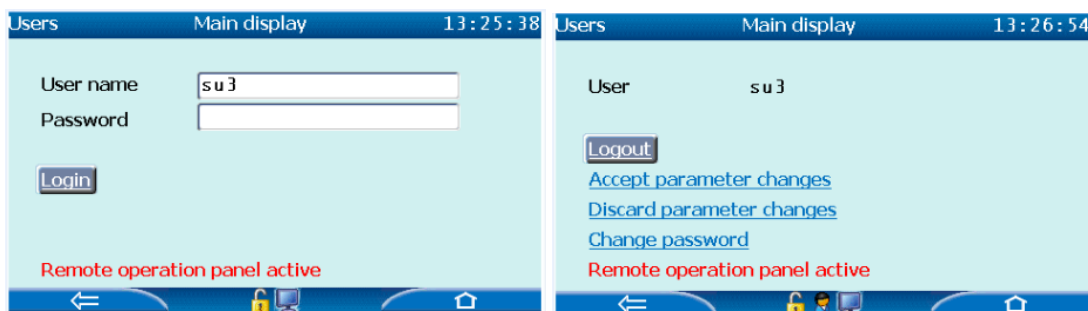 Users Main display 13:25:38
User name su3
Password
Login
Remote operation panel active
Users Main display 13:26:54
User su3
Logout
Accept parameter changes
Discard parameter changes
Change password
Remote operation panel active